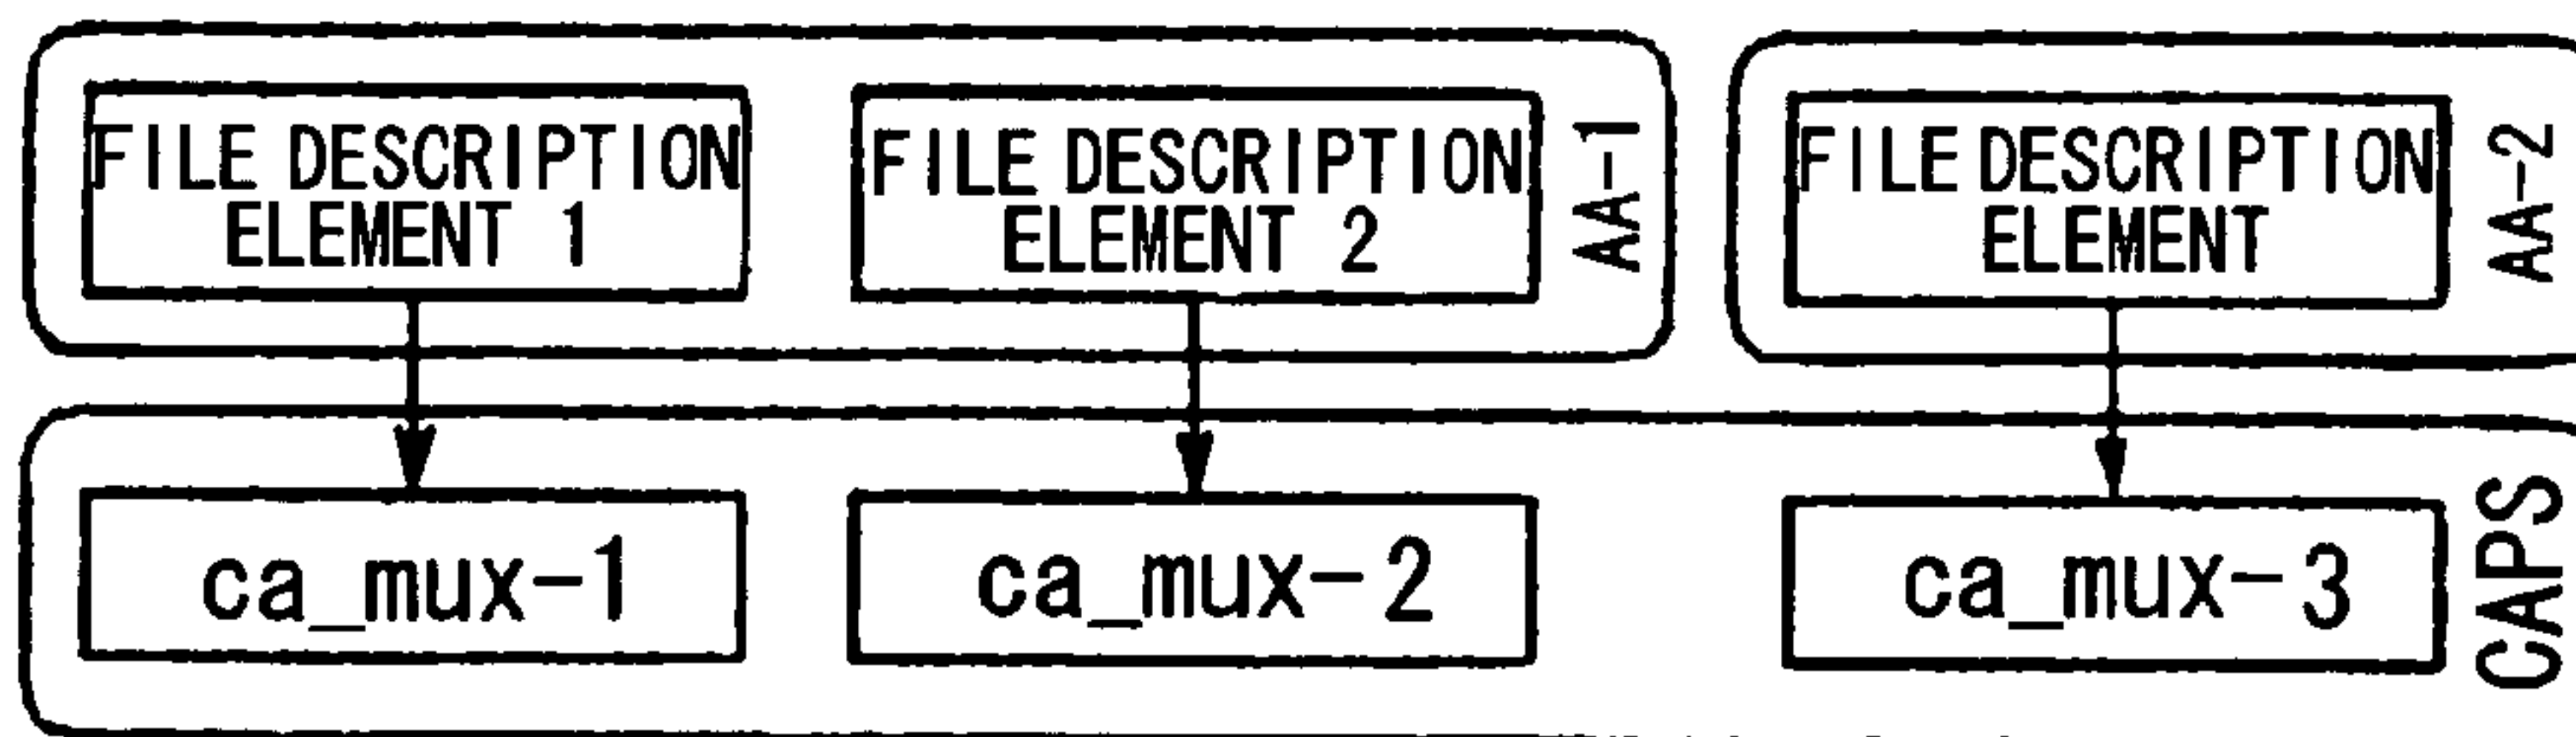 FILE DESCRIPTION
ELEMENT 1
FILE DESCRIPTION
ELEMENT 2
AA-1
FILE DESCRIPTION
ELEMENT
AA-2
ca_mux-1
ca_mux-2
ca_mux-3
CAPS